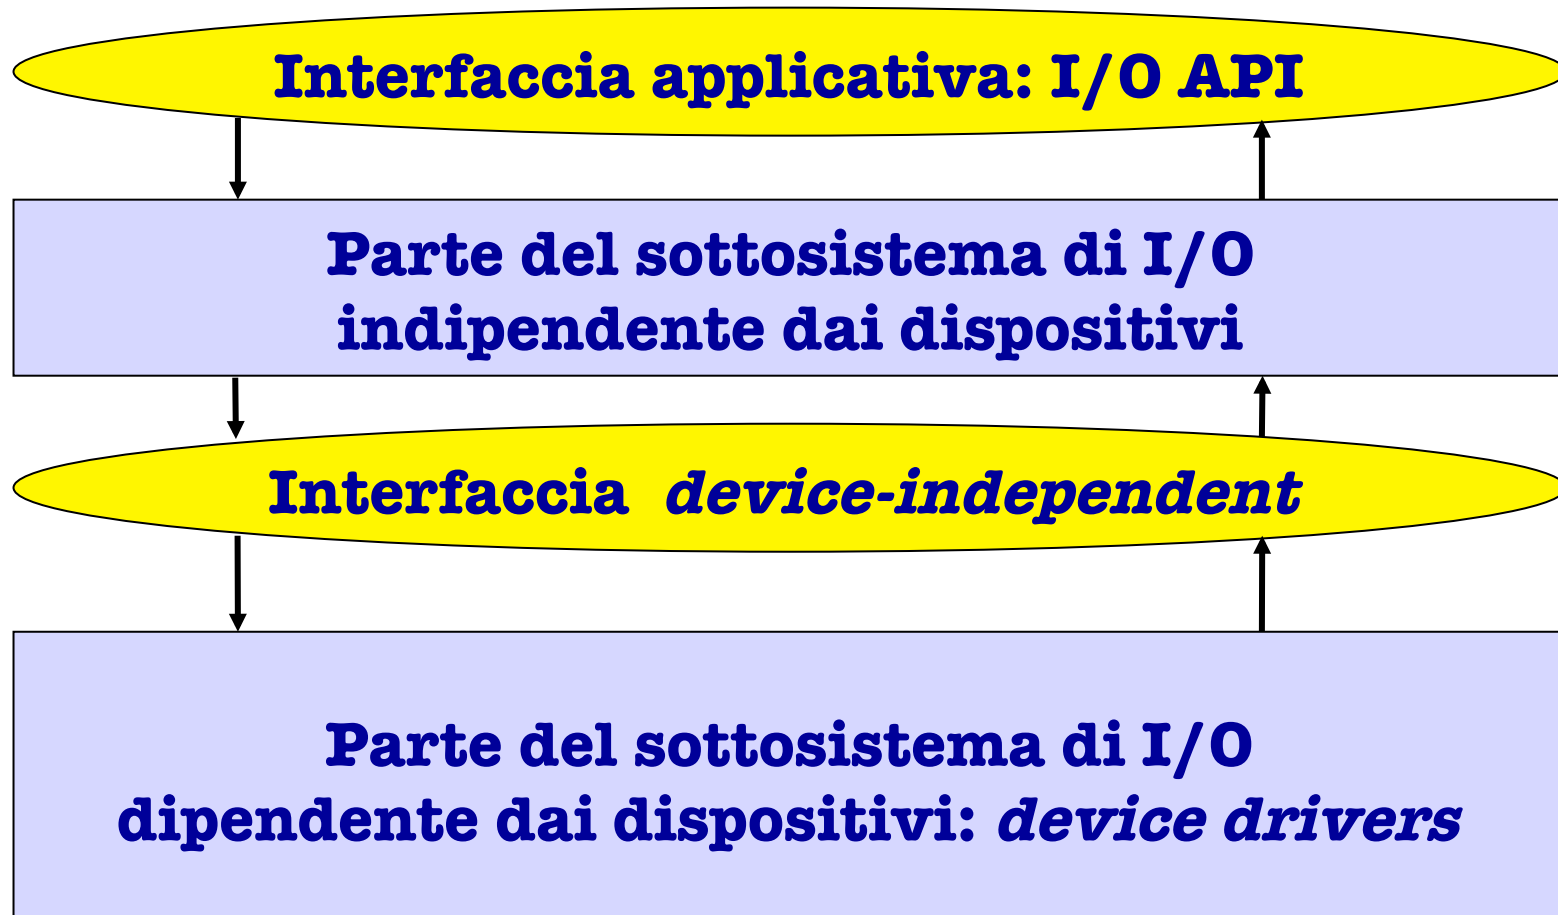 Interfaccia applicativa: I/O API
Parte del sottosistema di I/O
indipendente dai dispositivi
Interfaccia device-independent
Parte del sottosistema di I/O
dipendente dai dispositivi: device drivers